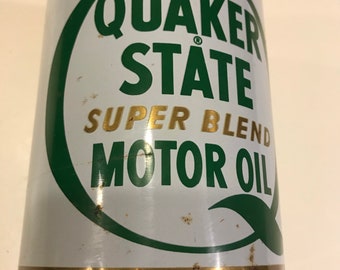 QUAKER
STATE®
SUPER BLEND
MOTOR OIL